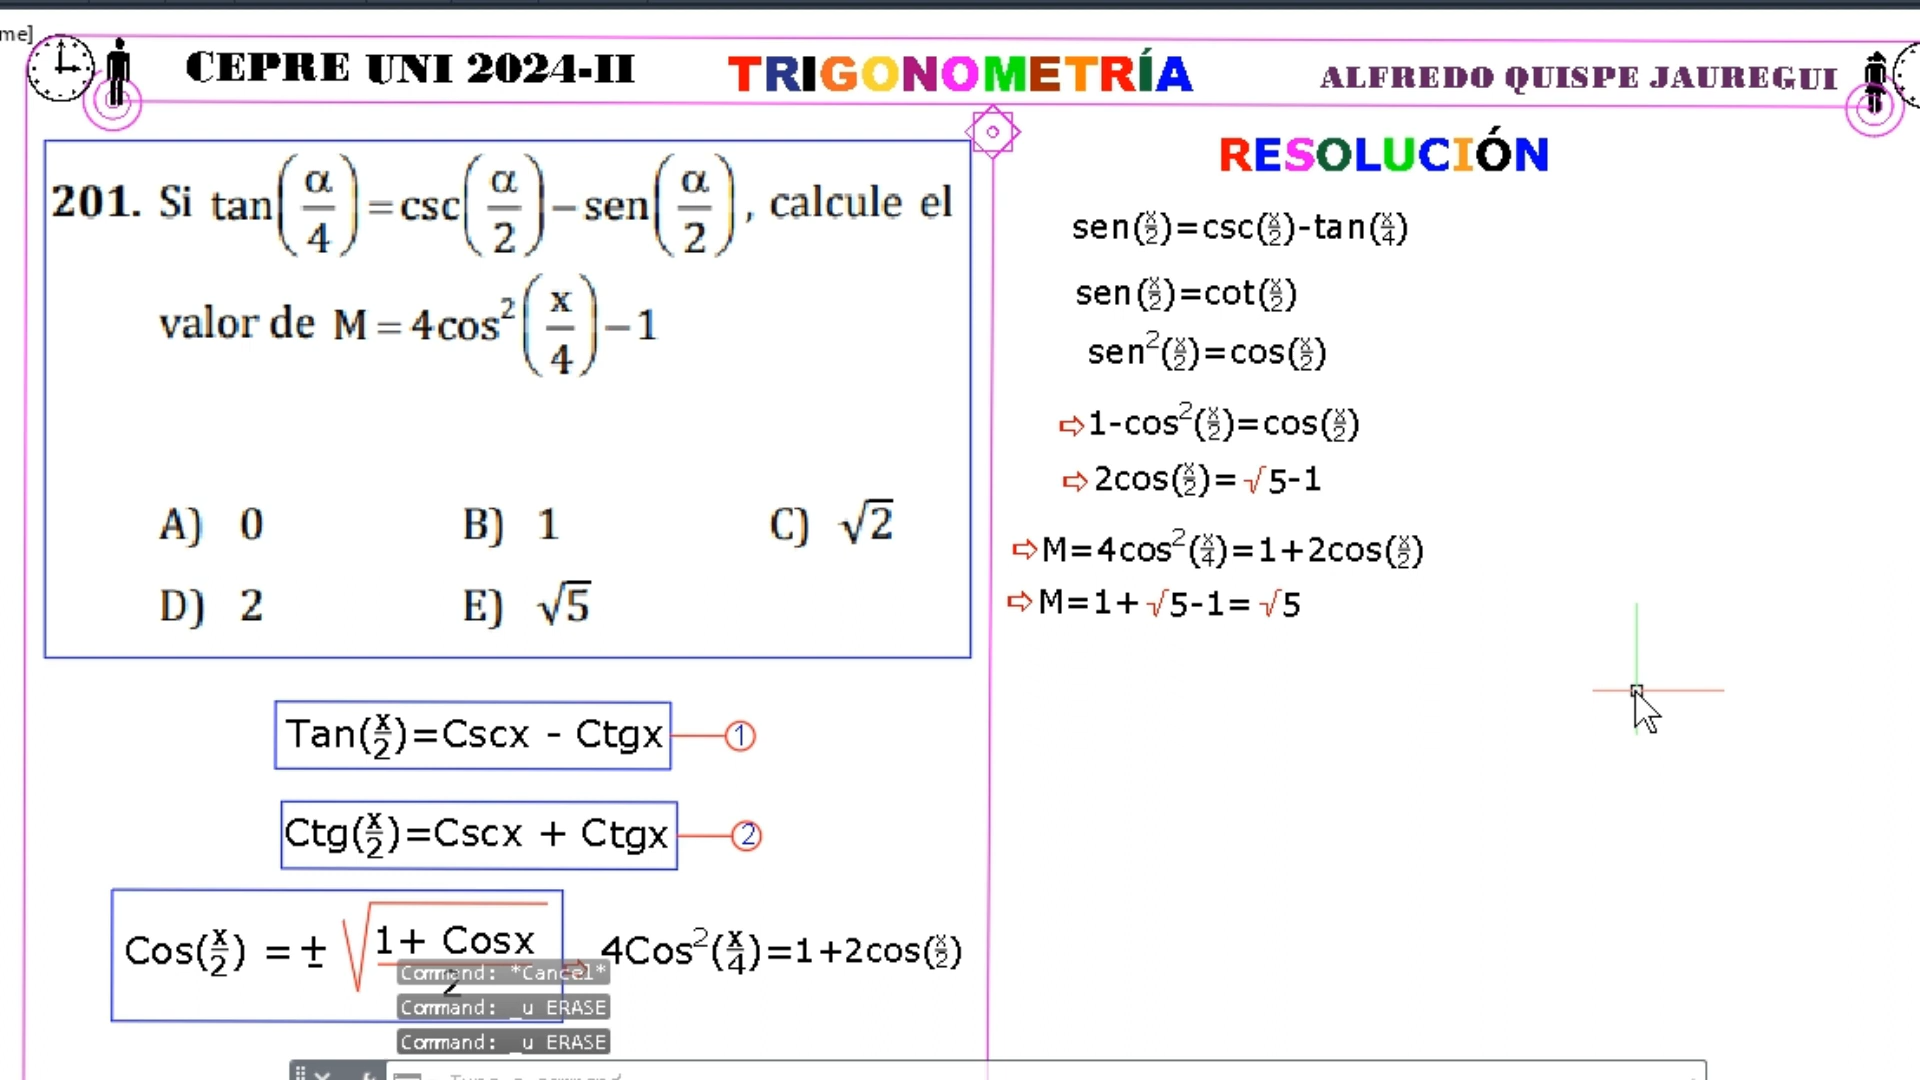 me]
CEPRE UNI 2024-II
TRIGONOMETRÍA
ALFREDO QUISPE JAUREGUI
201. Si tan(α/4)=csc(α/2)−sen(α/2), calcule el
valor de M=4cos²(x/4)−1
A) 0 B) 1 C) √2
D) 2 E) √5
Tan(x/2)=Cscx - Ctgx 1
Ctg(x/2)=Cscx + Ctgx 2
Cos(x/2) =± √(1+ Cosx/2) ⇨ 4Cos²(x/4)=1+2cos(x/2)
Command: *Cancel*
Command: _u ERASE
Command: _u ERASE
RESOLUCIÓN
sen(x/2)=csc(x/2)-tan(x/4)
sen(x/2)=cot(x/2)
sen²(x/2)=cos(x/2)
⇨1-cos²(x/2)=cos(x/2)
⇨2cos(x/2)=√5-1
⇨M=4cos²(x/4)=1+2cos(x/2)
⇨M=1+√5-1=√5